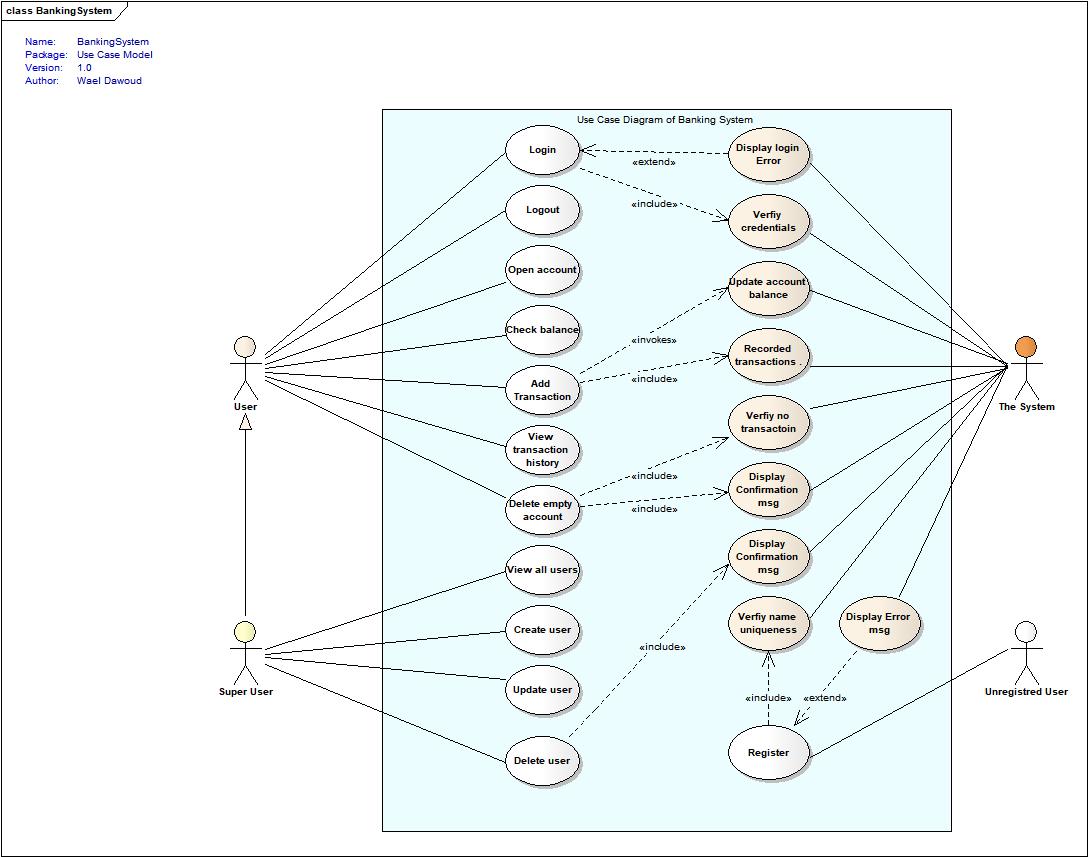 class BankingSystem
Name: BankingSystem
Package: Use Case Model
Version: 1.0
Author: Wael Dawoud
Use Case Diagram of Banking System
Login
«extend»
Display login
Error
«include»
Logout
Verfiy
credentials
Open account
Update account
balance
Check balance
«invokes»
Recorded
transactions .
Add
Transaction
«include»
User
The System
View
transaction
history
Verfiy no
transactoin
«include»
Delete empty
account
«include»
Display
Confirmation
msg
View all users
Display
Confirmation
msg
Create user
«include»
Verfiy name
uniqueness
Display Error
msg
Super User
Update user
«include»
«extend»
Unregistred User
Delete user
Register